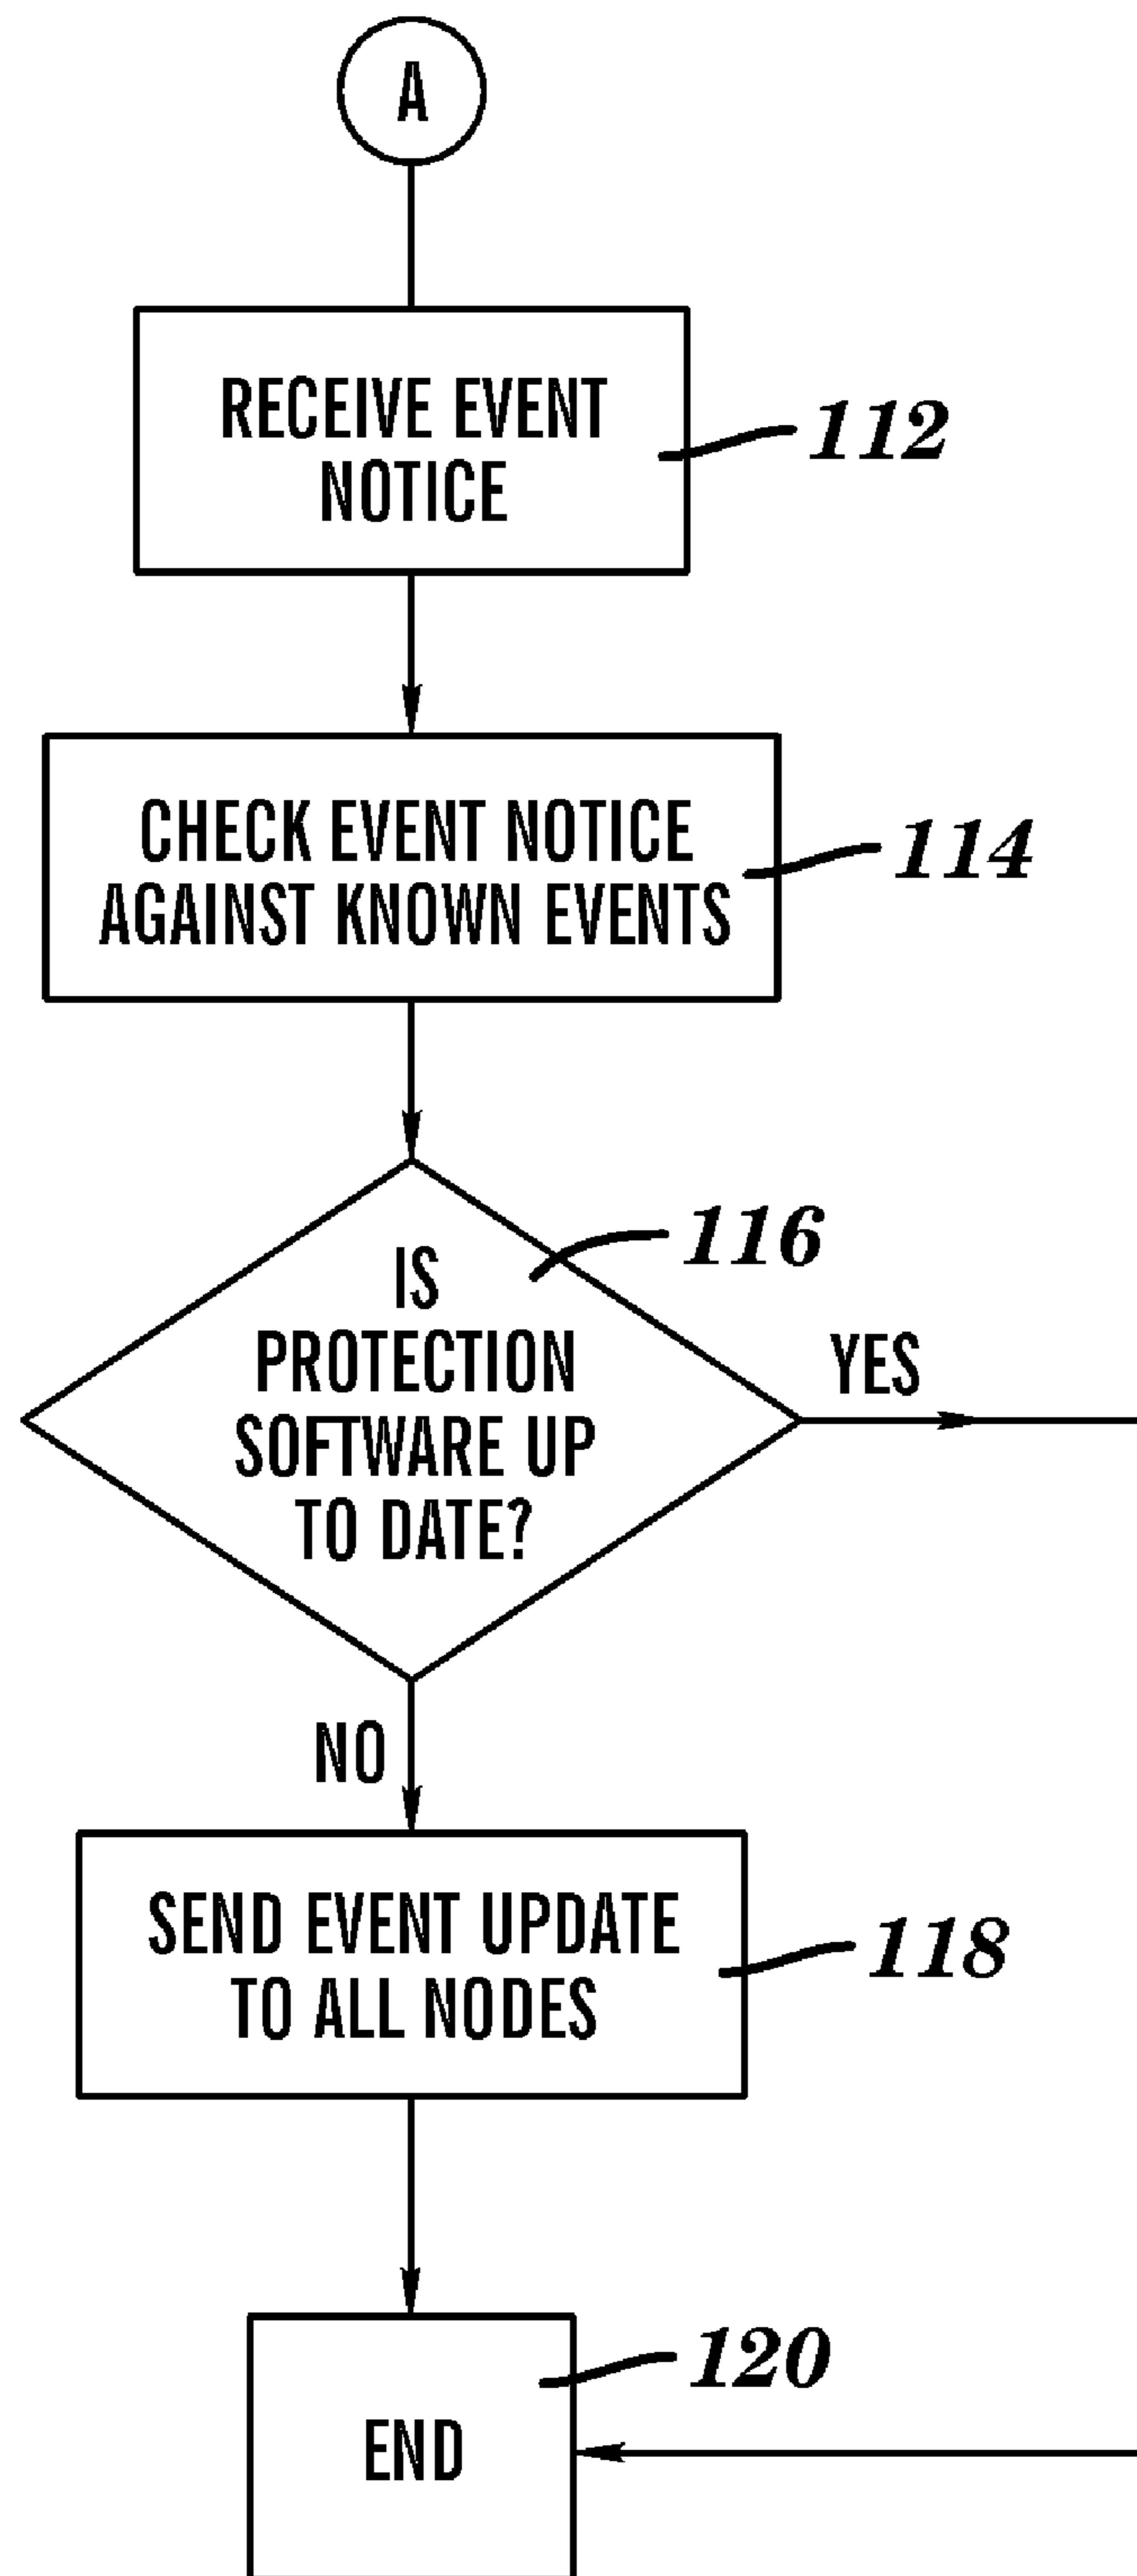 A
RECEIVE EVENT
NOTICE
112
CHECK EVENT NOTICE
AGAINST KNOWN EVENTS
114
116
IS
PROTECTION
SOFTWARE UP
TO DATE?
YES
NO
SEND EVENT UPDATE
TO ALL NODES
118
120
END